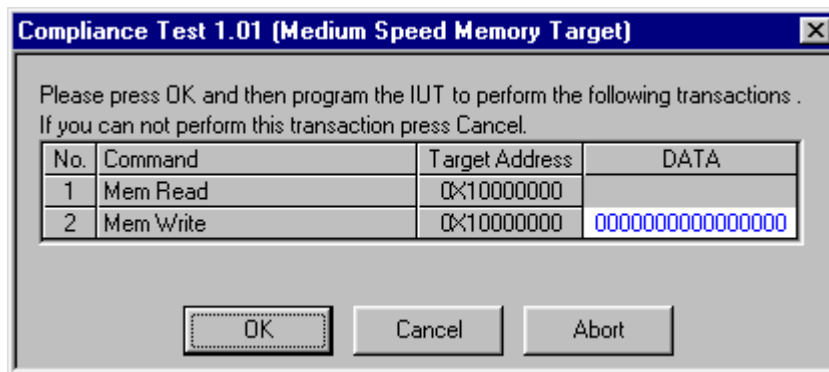 Compliance Test 1.01 (Medium Speed Memory Target)
Please press OK and then program the IUT to perform the following transactions .
If you can not perform this transaction press Cancel.
No. Command Target Address DATA
1 Mem Read 0X10000000
2 Mem Write 0X10000000 0000000000000000
OK Cancel Abort